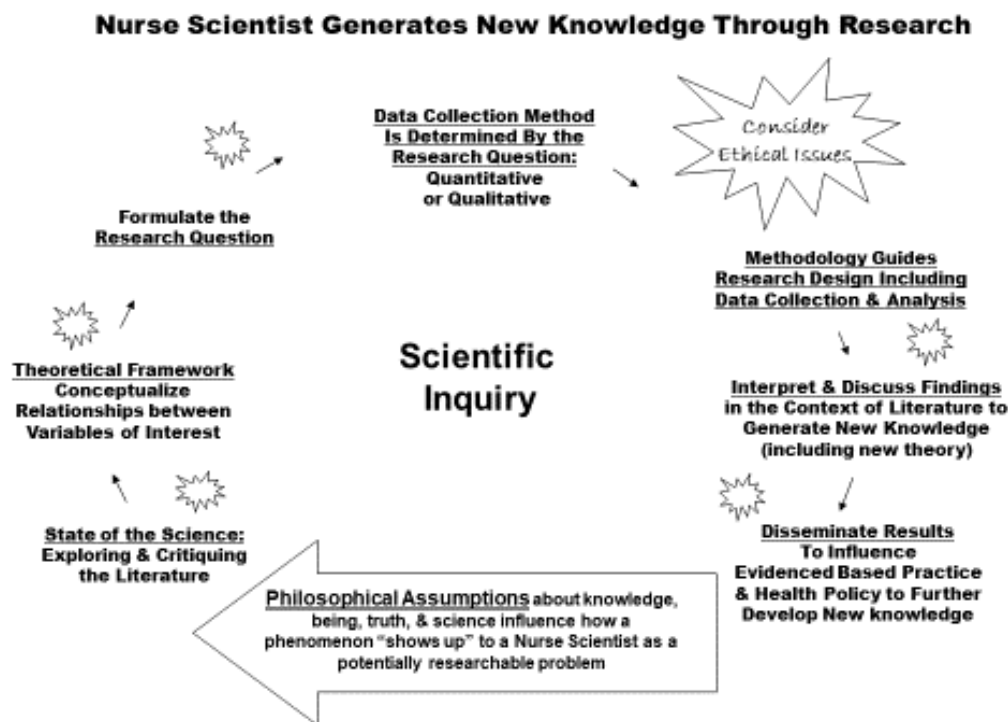 Nurse Scientist Generates New Knowledge Through Research
Data Collection Method
Is Determined By the
Research Question:
Quantitative
or Qualitative
Consider
Ethical Issues
Formulate the
Research Question
Methodology Guides
Research Design Including
Data Collection & Analysis
Scientific
Inquiry
Theoretical Framework
Conceptualize
Relationships between
Variables of Interest
Interpret & Discuss Findings
in the Context of Literature to
Generate New Knowledge
(including new theory)
State of the Science:
Exploring & Critiquing
the Literature
Disseminate Results
To Influence
Evidenced Based Practice
& Health Policy to Further
Develop New knowledge
Philosophical Assumptions about knowledge,
being, truth, & science influence how a
phenomenon “shows up” to a Nurse Scientist as a
potentially researchable problem